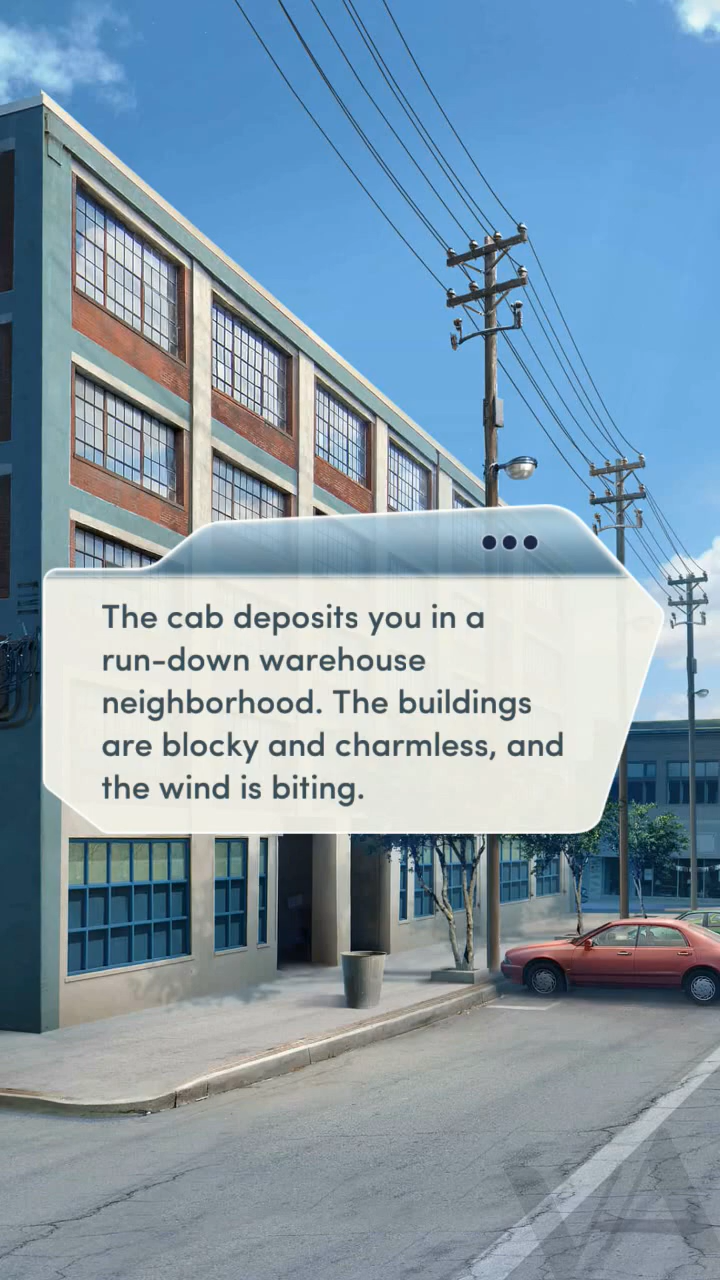 The cab deposits you in a
run-down warehouse
neighborhood. The buildings
are blocky and charmless, and
the wind is biting.